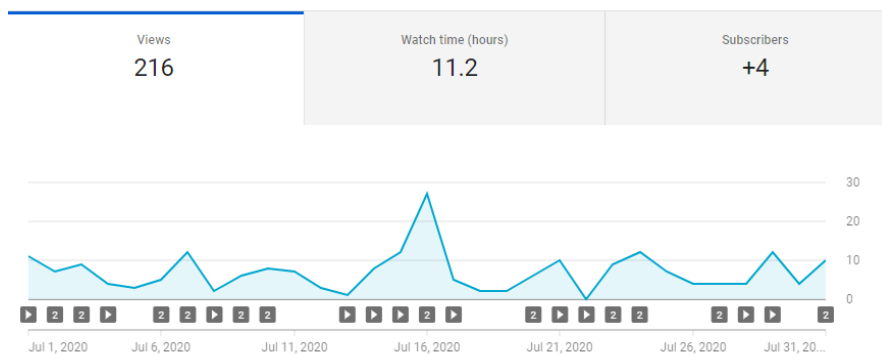 Views Watch time (hours) Subscribers
216 11.2 +4
30
20
10
0
2 2 2 2 2 2 2 2 2 2 2 2
Jul 1, 2020 Jul 6, 2020 Jul 11, 2020 Jul 16, 2020 Jul 21, 2020 Jul 26, 2020 Jul 31, 20...